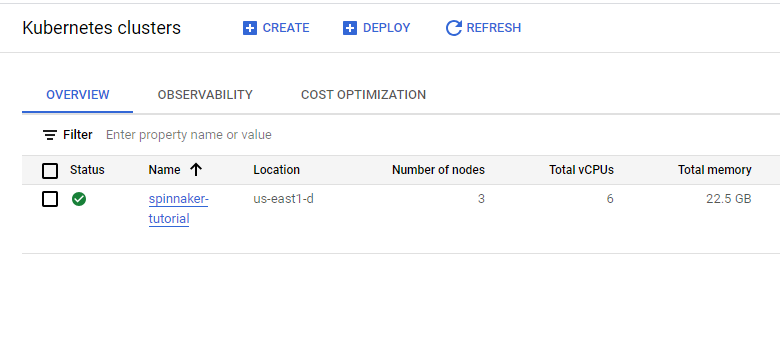 Kubernetes clusters CREATE DEPLOY REFRESH
OVERVIEW OBSERVABILITY COST OPTIMIZATION
Filter Enter property name or value
Status Name Location Number of nodes Total vCPUs Total memory
spinnaker- us-east1-d 3 6 22.5 GB
tutorial